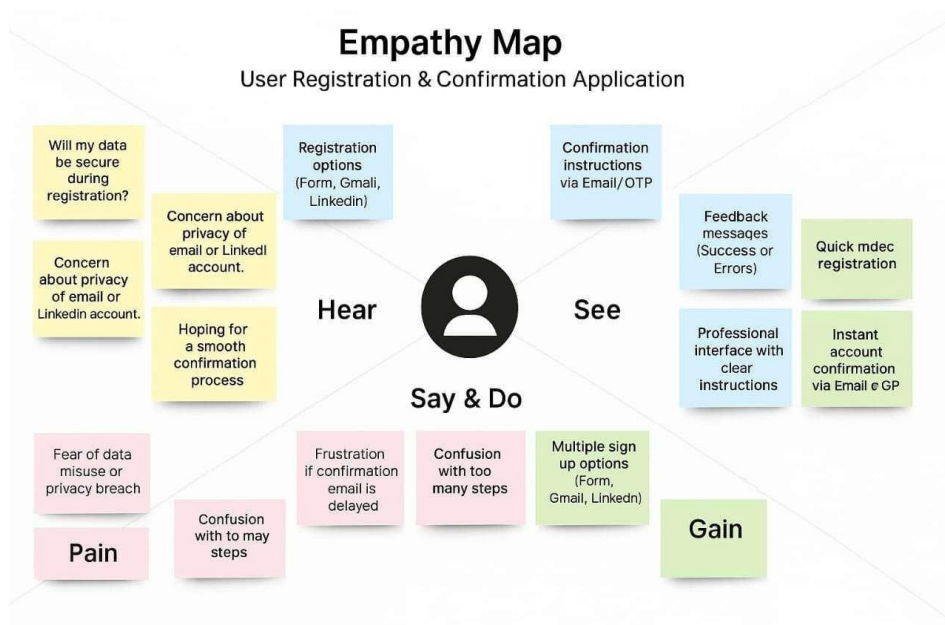 Empathy Map
User Registration & Confirmation Application
Will my data
be secure
during
registration?
Concern about
privacy of
email or Linkedl
account.
Concern
about privacy
of email or
Linkedin account.
Hoping for
a smooth
confirmation
process
Registration
options
(Form, Gmali,
Linkedin)
Hear
Confirmation
instructions
via Email/OTP
See
Feedback
messaqes
(Success or
Errors)
Quick mdec
registration
Professional
interface with
clear
instructions
Instant
account
confirmation
via Email e GP
Say & Do
Fear of data
misuse or
privacy breach
Pain
Confusion
with to may
steps
Frustration
if confirmation
email is
delayed
Confusion
with too
many steps
Multiple sign
up options
(Form,
Gmail, Linkedn)
Gain